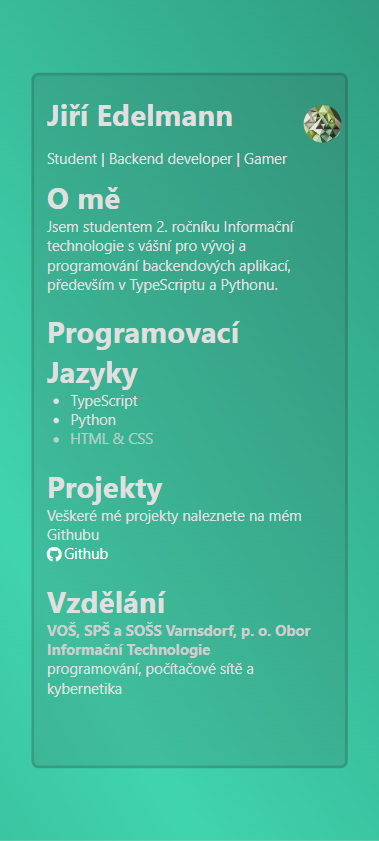 Jiří Edelmann
Student | Backend developer | Gamer
O mě
Jsem studentem 2. ročníku Informační
technologie s vášní pro vývoj a
programování backendových aplikací,
především v TypeScriptu a Pythonu.
Programovací
Jazyky
TypeScript
Python
HTML & CSS
Projekty
Veškeré mé projekty naleznete na mém
Githubu
Github
Vzdělání
VOŠ, SPŠ a SOŠS Varnsdorf, p. o. Obor
Informační Technologie
programování, počítačové sítě a
kybernetika